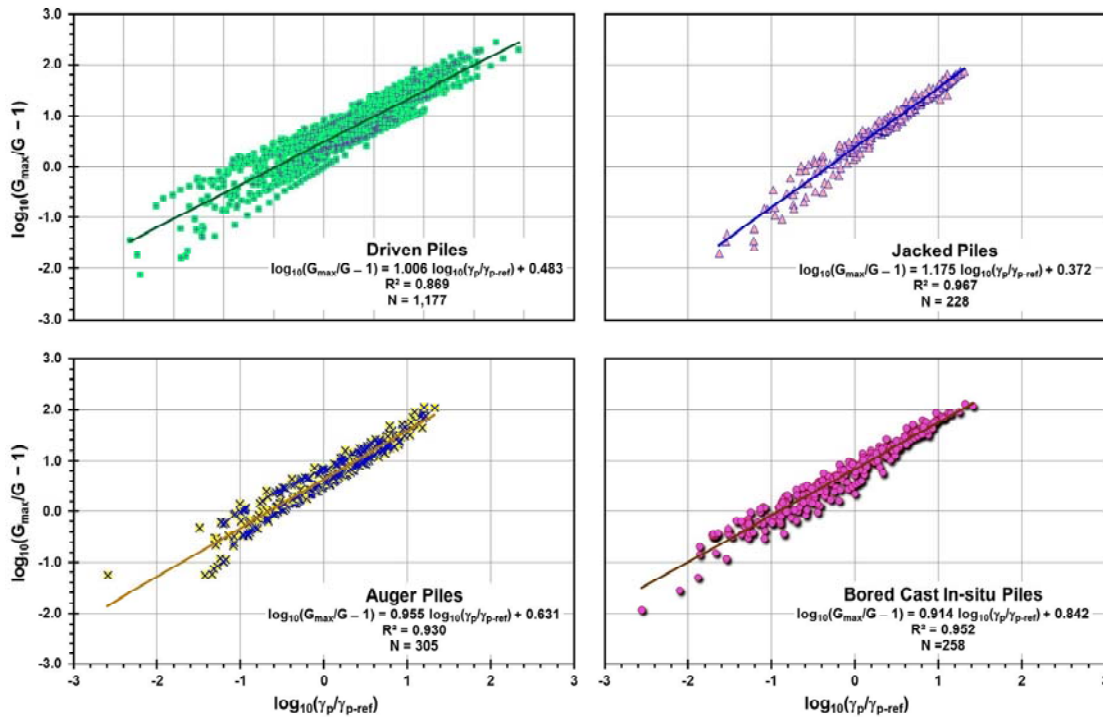 3.0
2.0
1.0
0.0
-1.0
-2.0
-3.0
log₁₀(Gmax/G − 1)
Driven Piles
log₁₀(Gmax/G − 1) = 1.006 log₁₀(γp/γp-ref) + 0.483
R² = 0.869
N = 1,177
Jacked Piles
log₁₀(Gmax/G − 1) = 1.175 log₁₀(γp/γp-ref) + 0.372
R² = 0.967
N = 228
3.0
2.0
1.0
0.0
-1.0
-2.0
-3.0
log₁₀(Gmax/G − 1)
Auger Piles
log₁₀(Gmax/G − 1) = 0.955 log₁₀(γp/γp-ref) + 0.631
R² = 0.930
N = 305
-3 -2 -1 0 1 2 3
log₁₀(γp/γp-ref)
Bored Cast In-situ Piles
log₁₀(Gmax/G − 1) = 0.914 log₁₀(γp/γp-ref) + 0.842
R² = 0.952
N =258
-2 -1 0 1 2 3
log₁₀(γp/γp-ref)